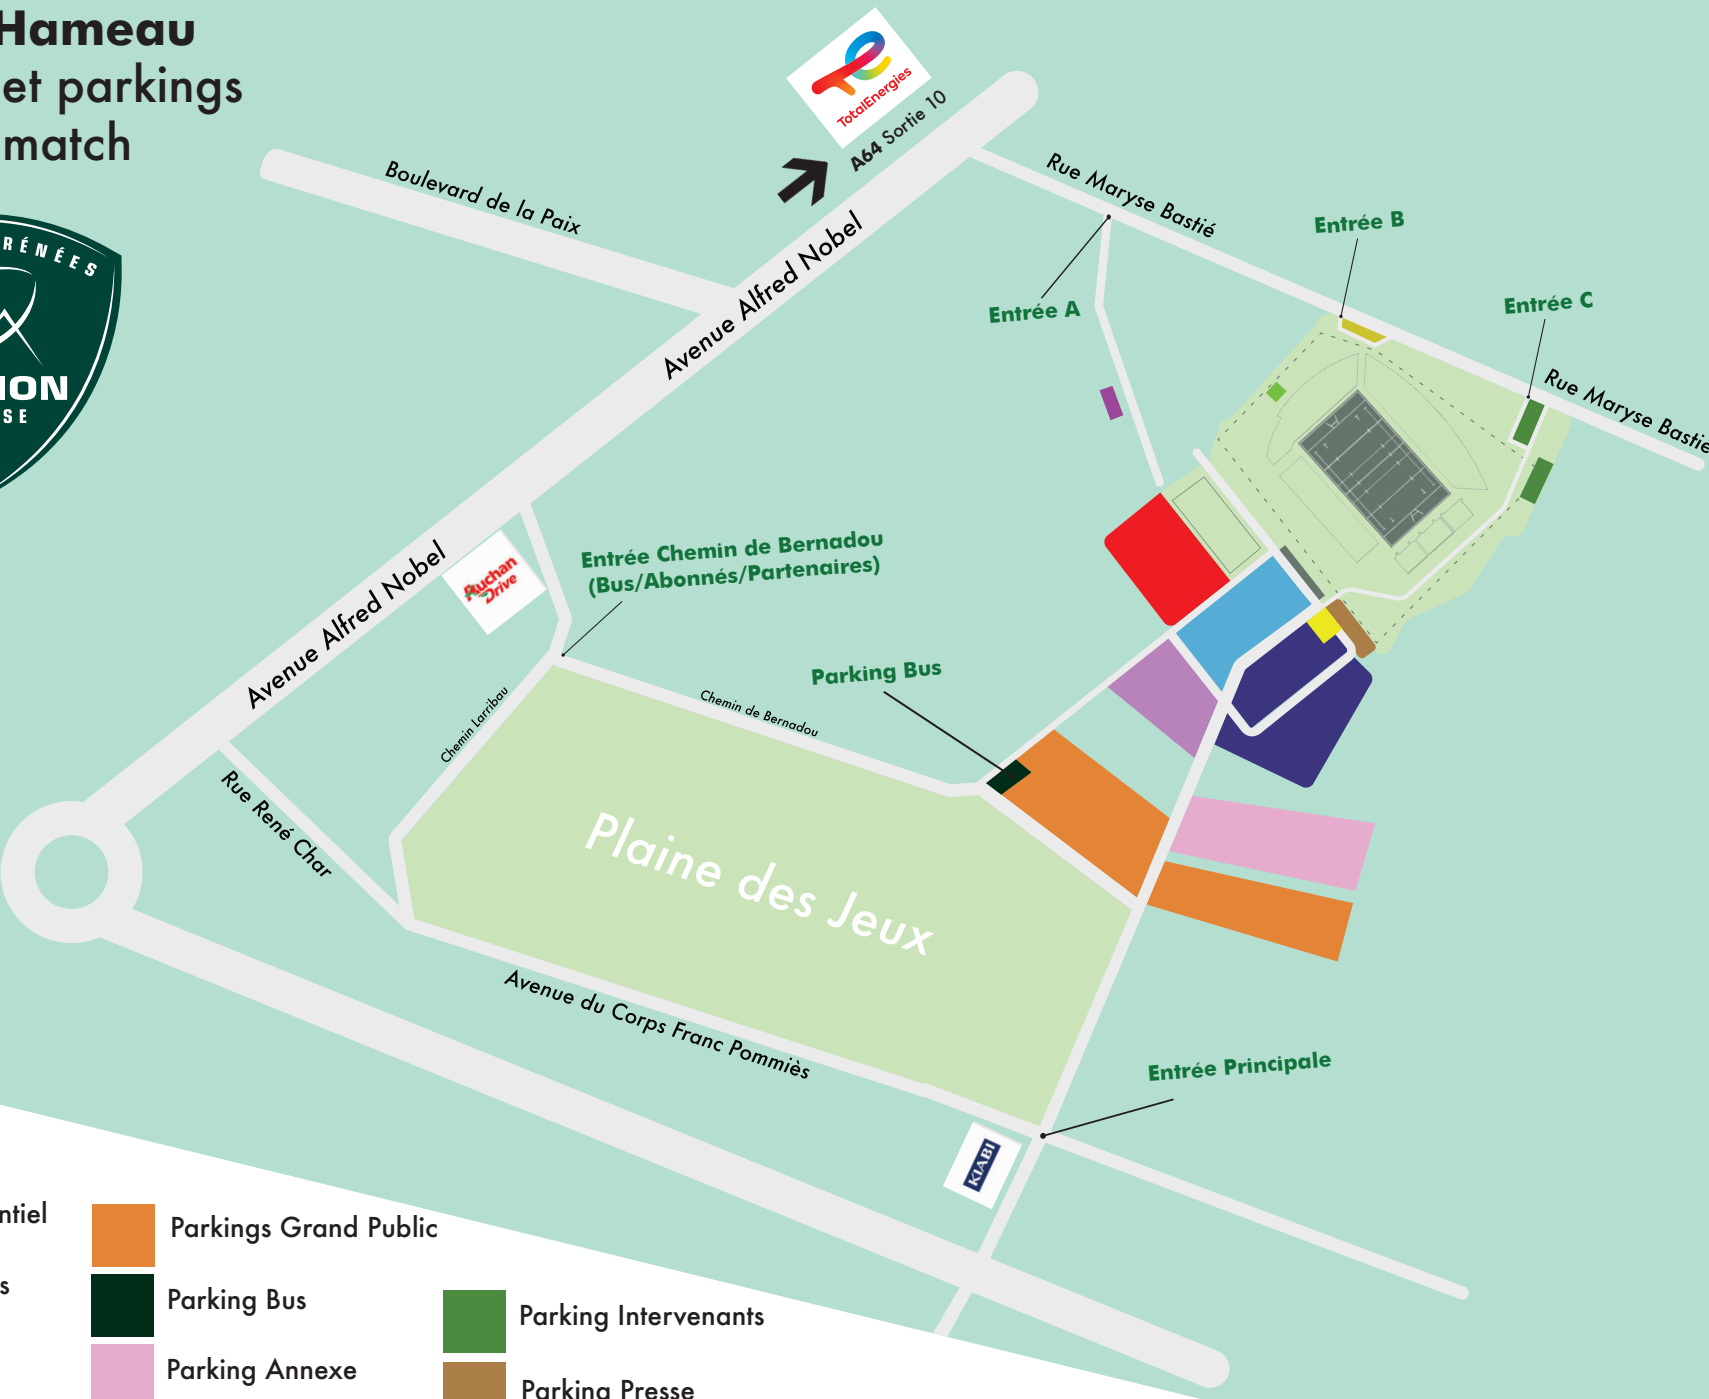 Hameau
et parkings
match
RÉNÉES
ION
SE
TotalEnergies
A64 Sortie 10
Boulevard de la Paix
Avenue Alfred Nobel
Rue Maryse Bastié
Entrée A
Entrée B
Entrée C
Rue Maryse Bastié
Avenue Alfred Nobel
Auchan
Drive
Entrée Chemin de Bernadou
(Bus/Abonnés/Partenaires)
Chemin Larribau
Chemin de Bernadou
Parking Bus
Rue René Char
Plaine des Jeux
Avenue du Corps Franc Pommiès
Entrée Principale
KIABI
ntiel
s
Parkings Grand Public
Parking Bus
Parking Annexe
Parking Intervenants
Parking Presse